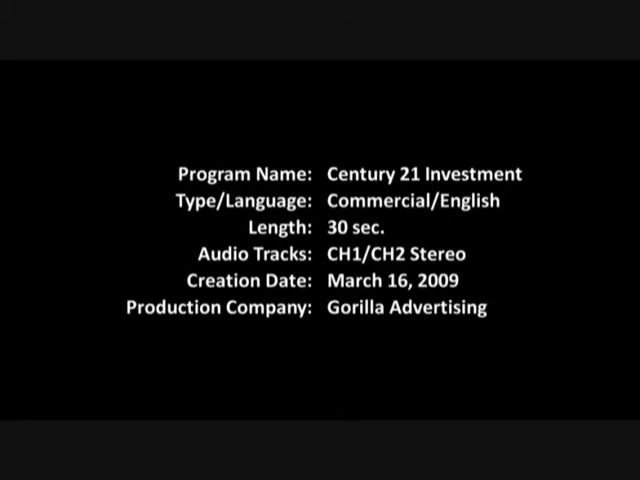 Program Name: Century 21 Investment
Type/Language: Commercial/English
Length: 30 sec.
Audio Tracks: CH1/CH2 Stereo
Creation Date: March 16, 2009
Production Company: Gorilla Advertising